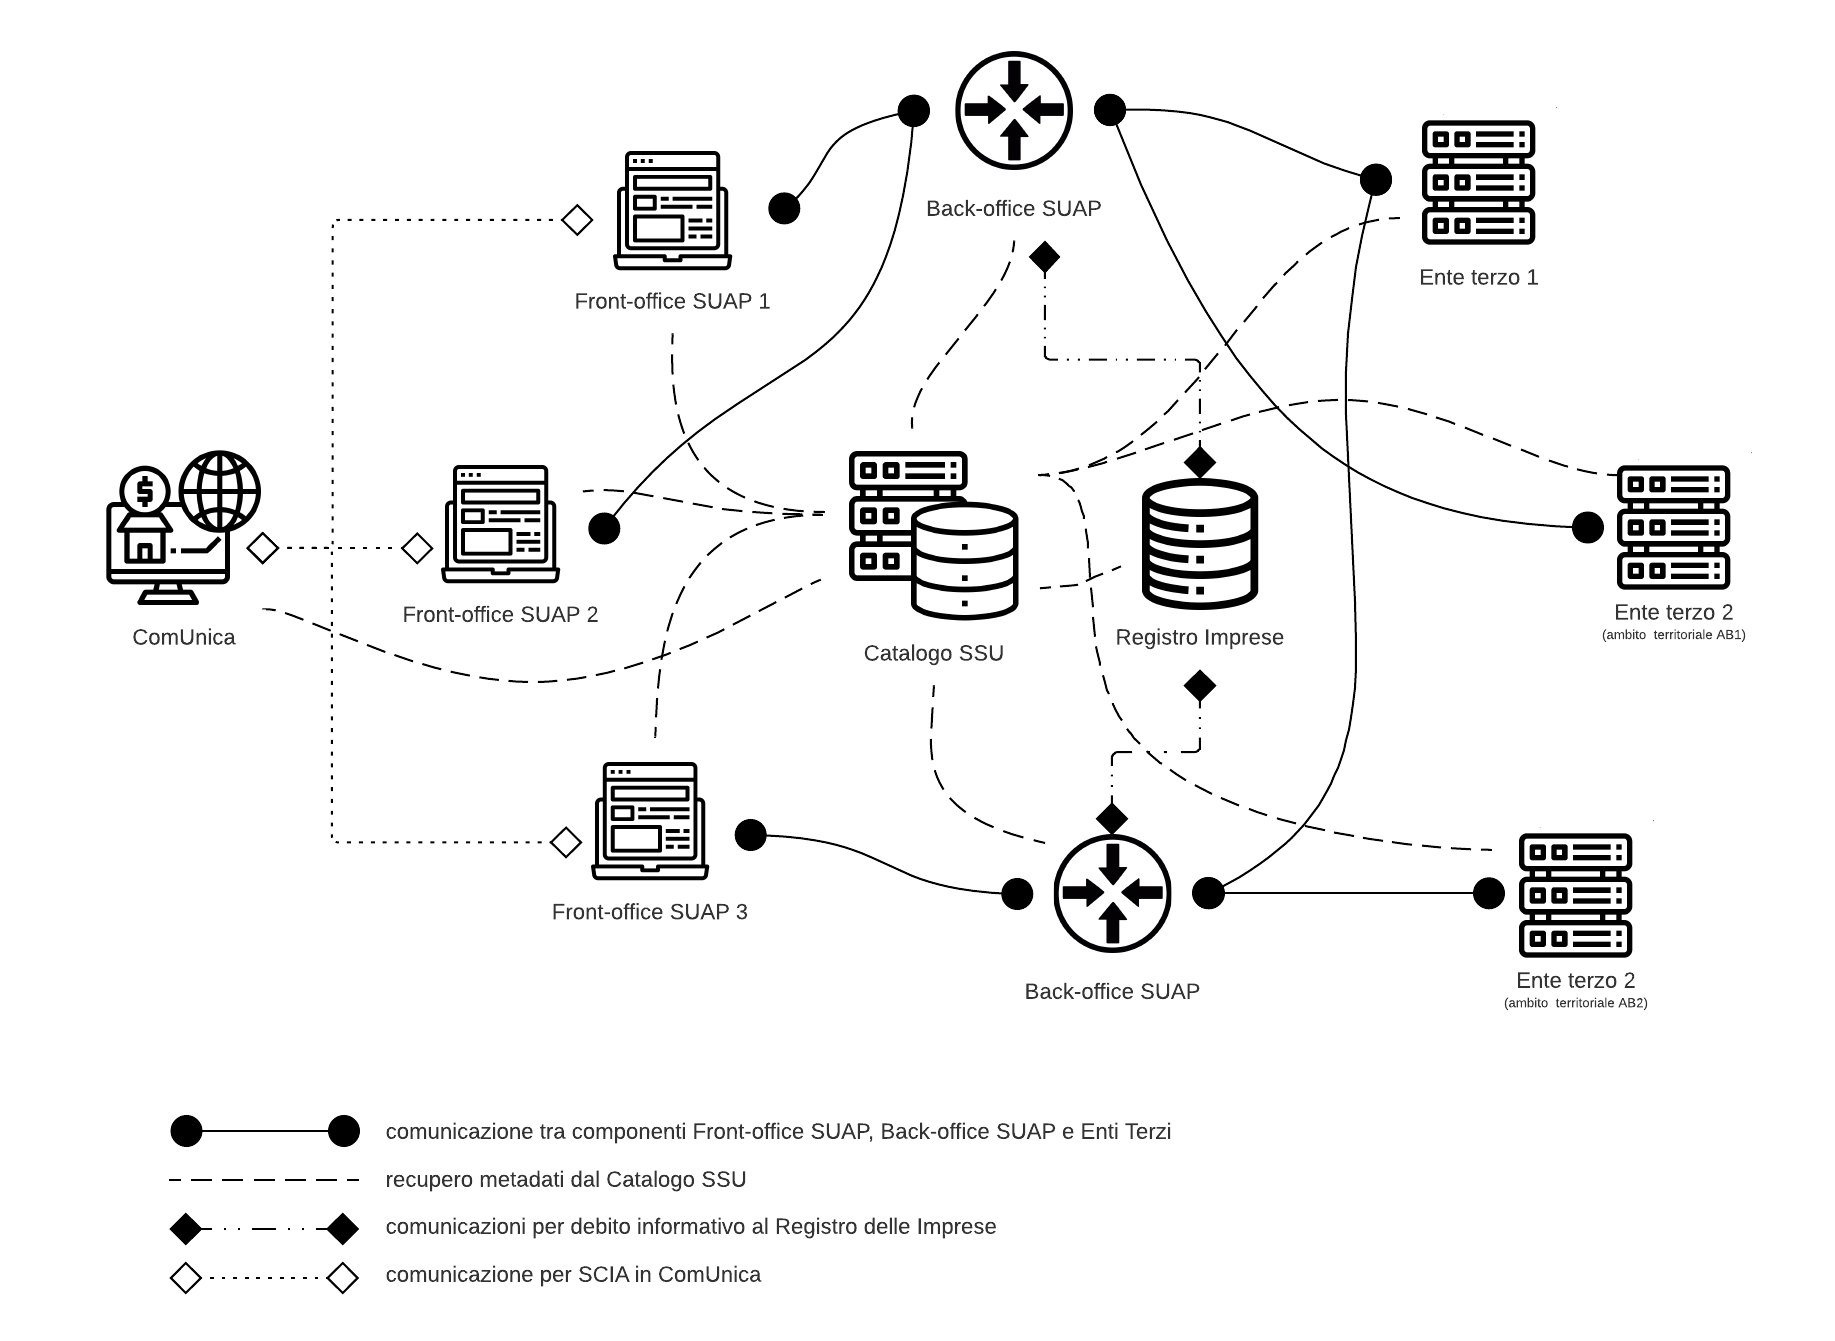 Back-office SUAP
Ente terzo 1
Front-office SUAP 1
$
ComUnica
Front-office SUAP 2
Catalogo SSU
Registro Imprese
Ente terzo 2
(ambito territoriale AB1)
Front-office SUAP 3
Back-office SUAP
Ente terzo 2
(ambito territoriale AB2)
comunicazione tra componenti Front-office SUAP, Back-office SUAP e Enti Terzi
recupero metadati dal Catalogo SSU
comunicazioni per debito informativo al Registro delle Imprese
comunicazione per SCIA in ComUnica